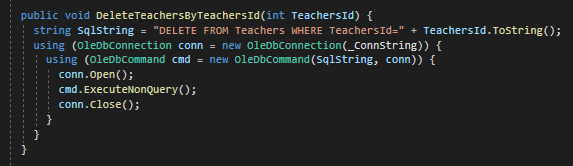 public void DeleteTeachersByTeachersId(int TeachersId) {
string SqlString = "DELETE FROM Teachers WHERE TeachersId=" + TeachersId.ToString();
using (OleDbConnection conn = new OleDbConnection(_ConnString)) {
using (OleDbCommand cmd = new OleDbCommand(SqlString, conn)) {
conn.Open();
cmd.ExecuteNonQuery();
conn.Close();
}
}
}